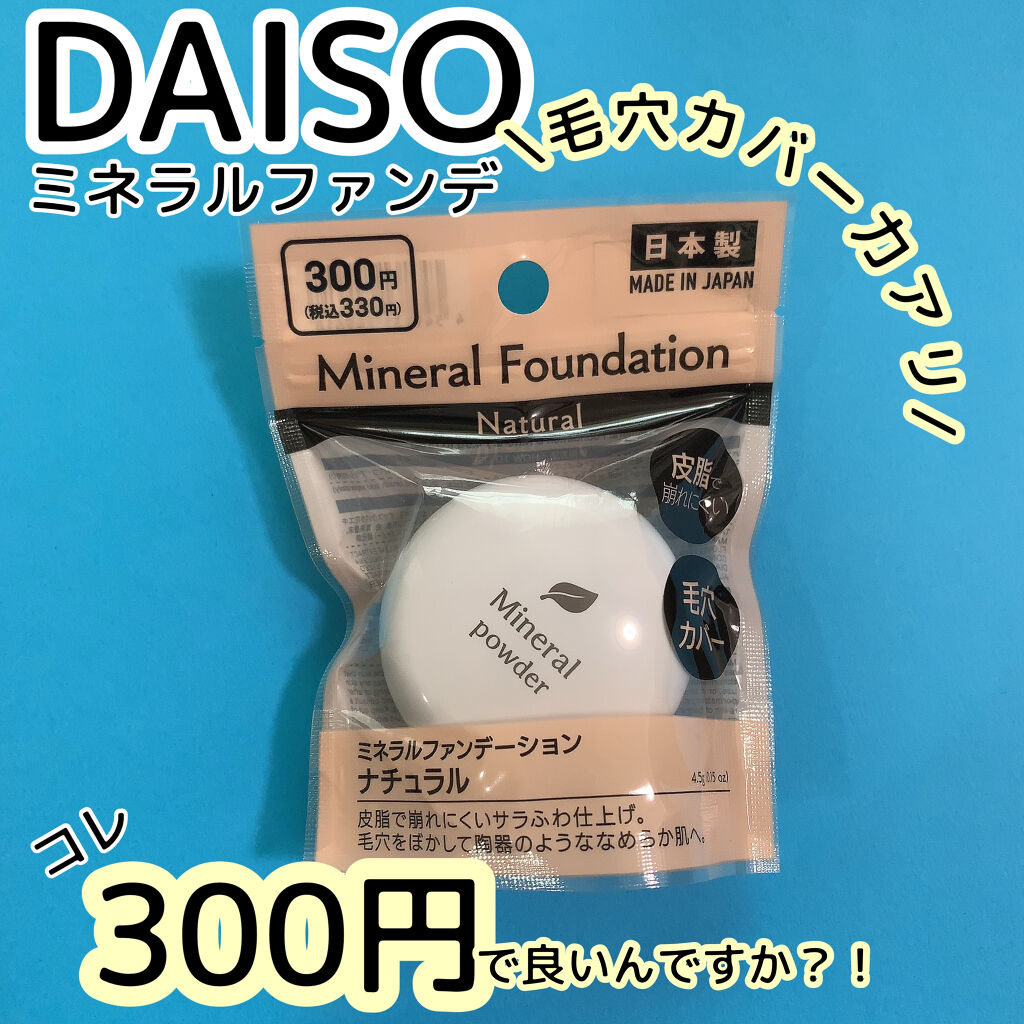 DAISO
ミネラルファンデ
\毛穴カバー力アリ/
300円
(税込330円)
日本製
MADE IN JAPAN
Mineral Foundation
Natural
皮脂で
崩れにくい
毛穴
カバー
Mineral
powder
ミネラルファンデーション
ナチュラル
4.5g(0.15 oz)
皮脂で崩れにくいサラふわ仕上げ。
毛穴をぼかして陶器のようななめらか肌へ。
コレ
300円で良いんですか?!